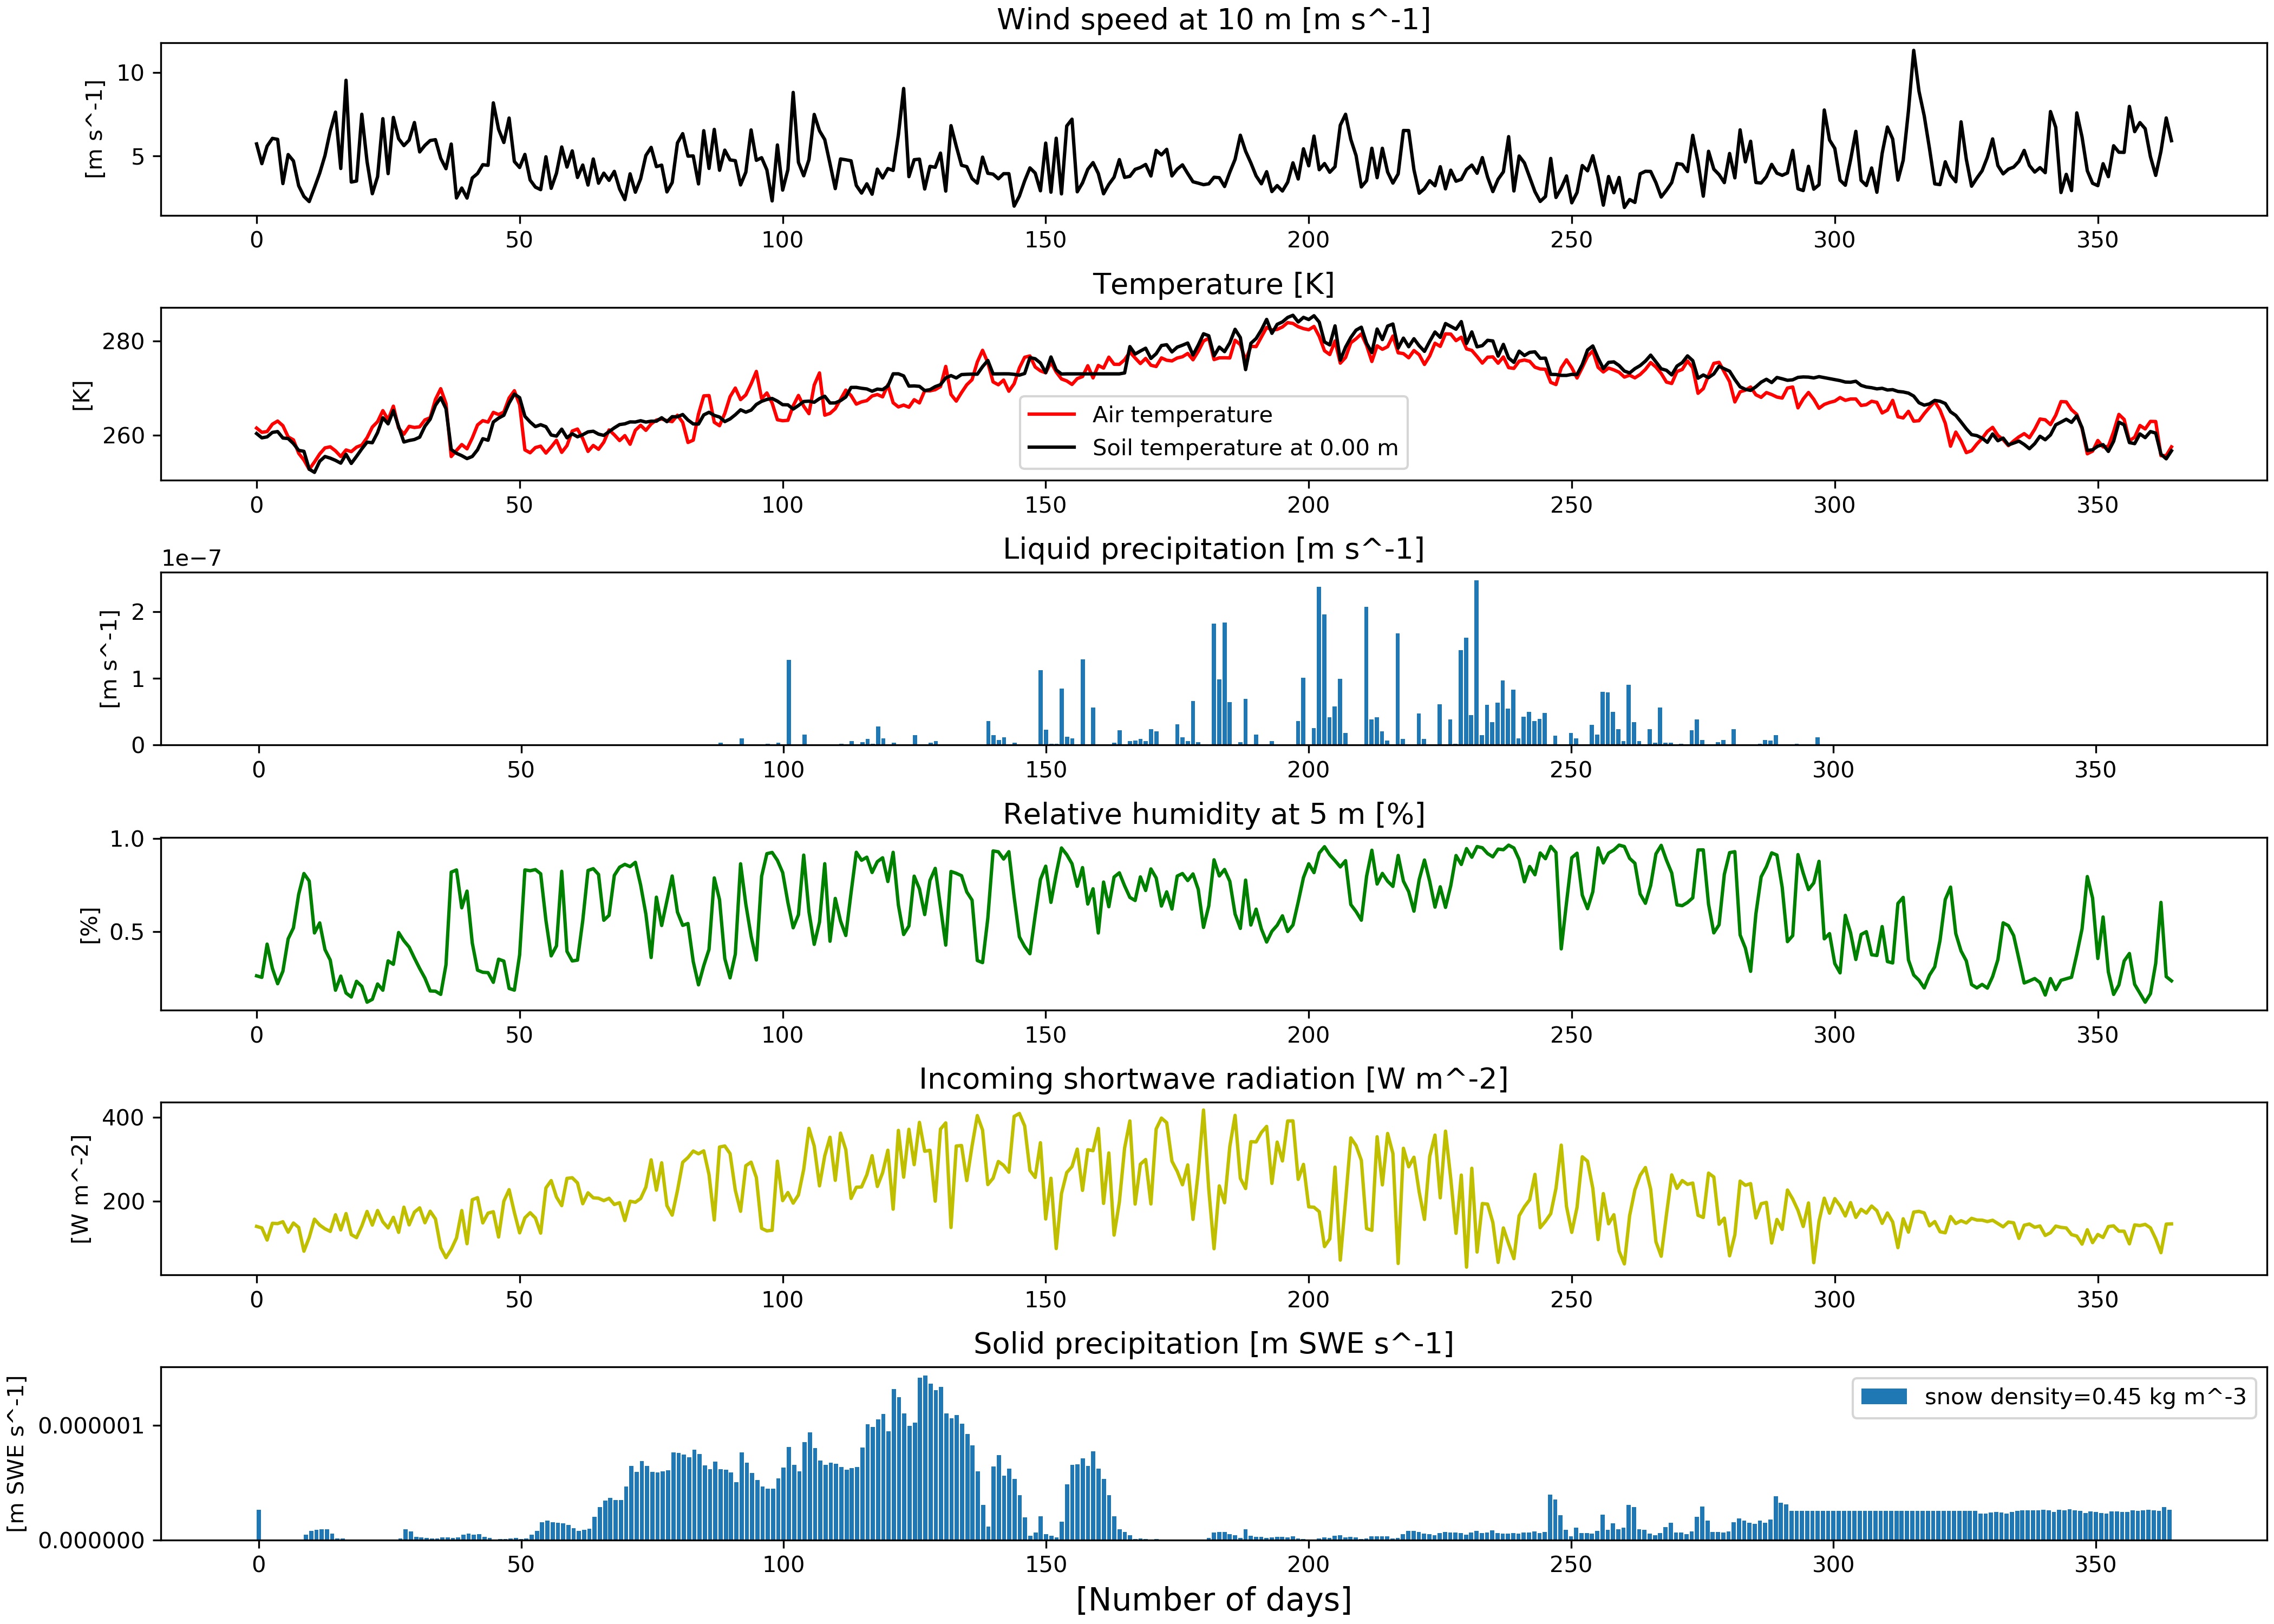 Wind speed at 10 m [m s^-1]
[m s^-1]
10
5
0 50 100 150 200 250 300 350
Temperature [K]
[K]
280
260
Air temperature
Soil temperature at 0.00 m
0 50 100 150 200 250 300 350
Liquid precipitation [m s^-1]
1e−7
[m s^-1]
2
1
0
0 50 100 150 200 250 300 350
Relative humidity at 5 m [%]
[%]
1.0
0.5
0 50 100 150 200 250 300 350
Incoming shortwave radiation [W m^-2]
[W m^-2]
400
200
0 50 100 150 200 250 300 350
Solid precipitation [m SWE s^-1]
[m SWE s^-1]
snow density=0.45 kg m^-3
0.000001
0.000000
0 50 100 150 200 250 300 350
[Number of days]